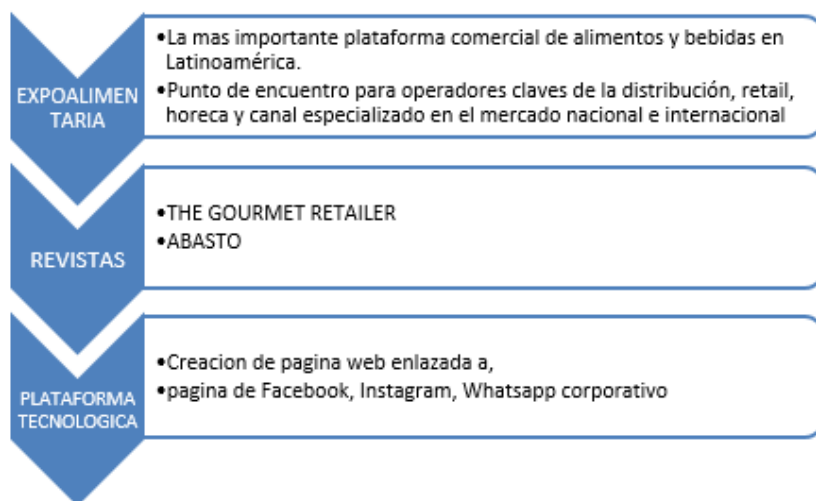 EXPOALIMEN
TARIA
•La mas importante plataforma comercial de alimentos y bebidas en
Latinoamérica.
•Punto de encuentro para operadores claves de la distribución, retail,
horeca y canal especializado en el mercado nacional e internacional
REVISTAS
•THE GOURMET RETAILER
•ABASTO
PLATAFORMA
TECNOLOGICA
•Creacion de pagina web enlazada a,
•pagina de Facebook, Instagram, Whatsapp corporativo